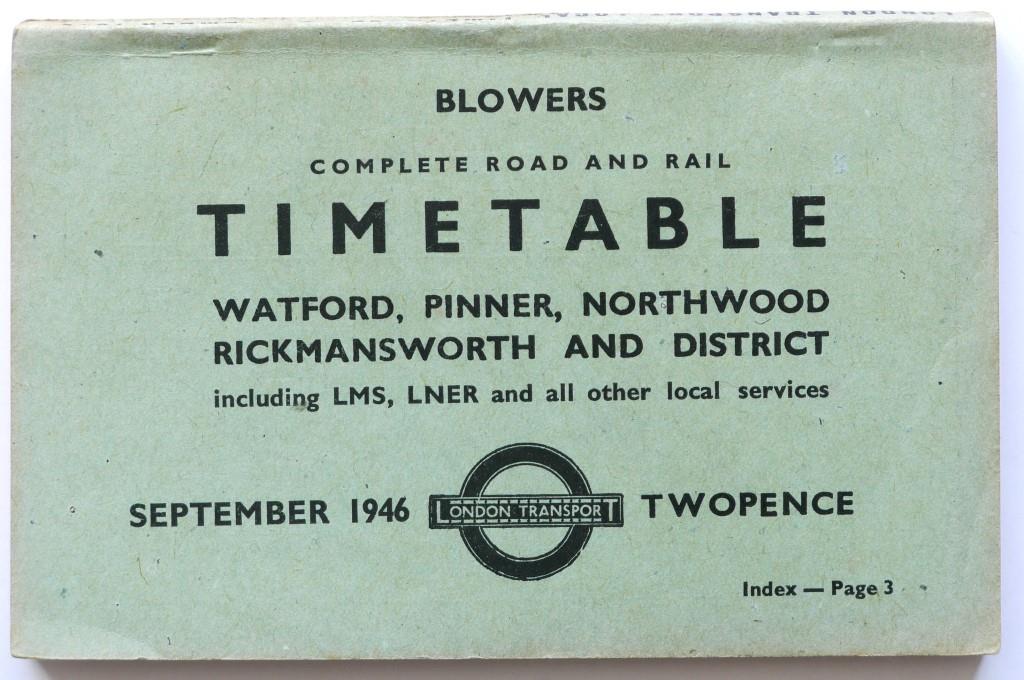 BLOWERS
COMPLETE ROAD AND RAIL
TIMETABLE
WATFORD, PINNER, NORTHWOOD
RICKMANSWORTH AND DISTRICT
including LMS, LNER and all other local services
SEPTEMBER 1946 LONDON TRANSPORT TWOPENCE
Index — Page 3